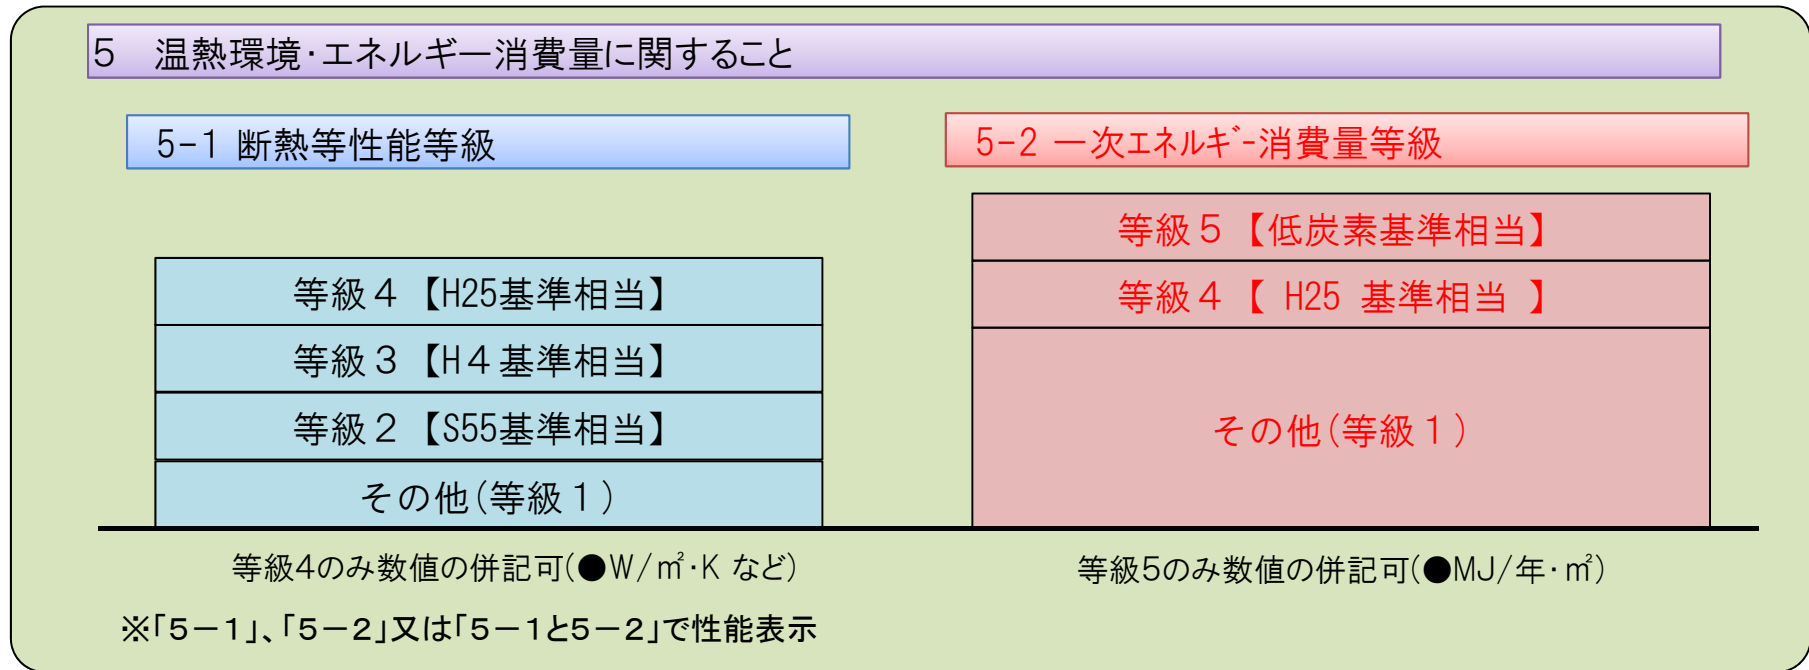 5 温熱環境・エネルギー消費量に関すること
5-1 断熱等性能等級
等級4【H25基準相当】
等級3【H4基準相当】
等級2【S55基準相当】
その他(等級1)
等級4のみ数値の併記可(●W/㎡・K など)
5-2 一次エネルギー消費量等級
等級5【低炭素基準相当】
等級4【 H25 基準相当 】
その他(等級1)
等級5のみ数値の併記可(●MJ/年・㎡)
※「5-1」、「5-2」又は「5-1と5-2」で性能表示